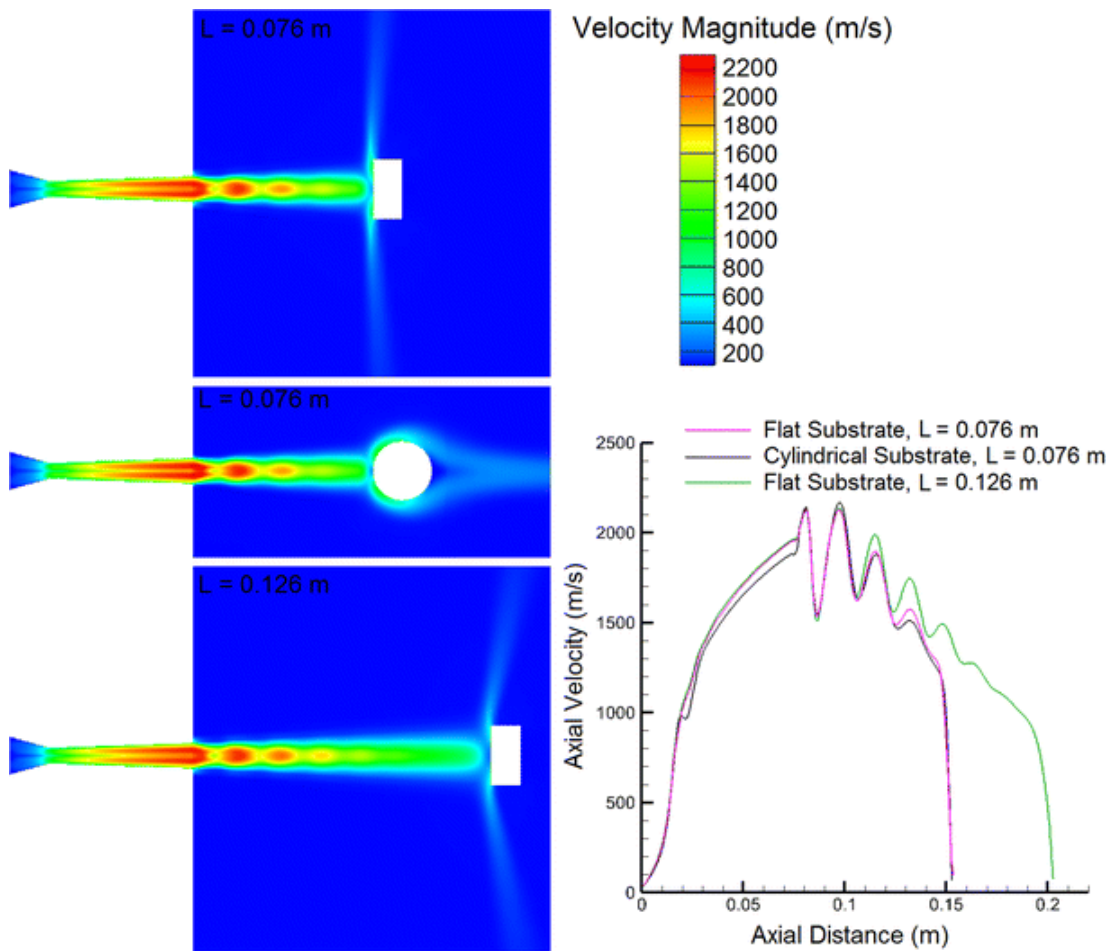 L = 0.076 m
Velocity Magnitude (m/s)
2200
2000
1800
1600
1400
1200
1000
800
600
400
200
L = 0.076 m
L = 0.126 m
Flat Substrate, L = 0.076 m
Cylindrical Substrate, L = 0.076 m
Flat Substrate, L = 0.126 m
Axial Velocity (m/s)
2500
2000
1500
1000
500
0
0 0.05 0.1 0.15 0.2
Axial Distance (m)